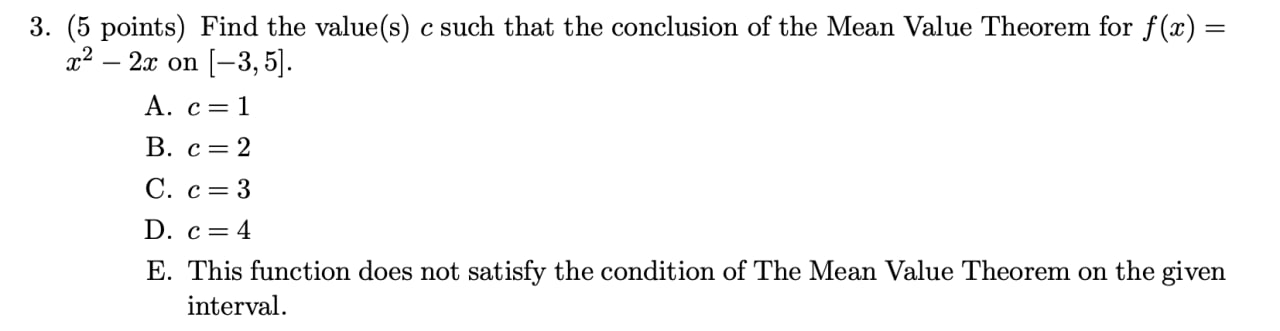 3. (5 points) Find the value(s) c such that the conclusion of the Mean Value Theorem for f(x) =
x² − 2x on [−3, 5].
A. c = 1
B. c = 2
C. c = 3
D. c = 4
E. This function does not satisfy the condition of The Mean Value Theorem on the given
interval.